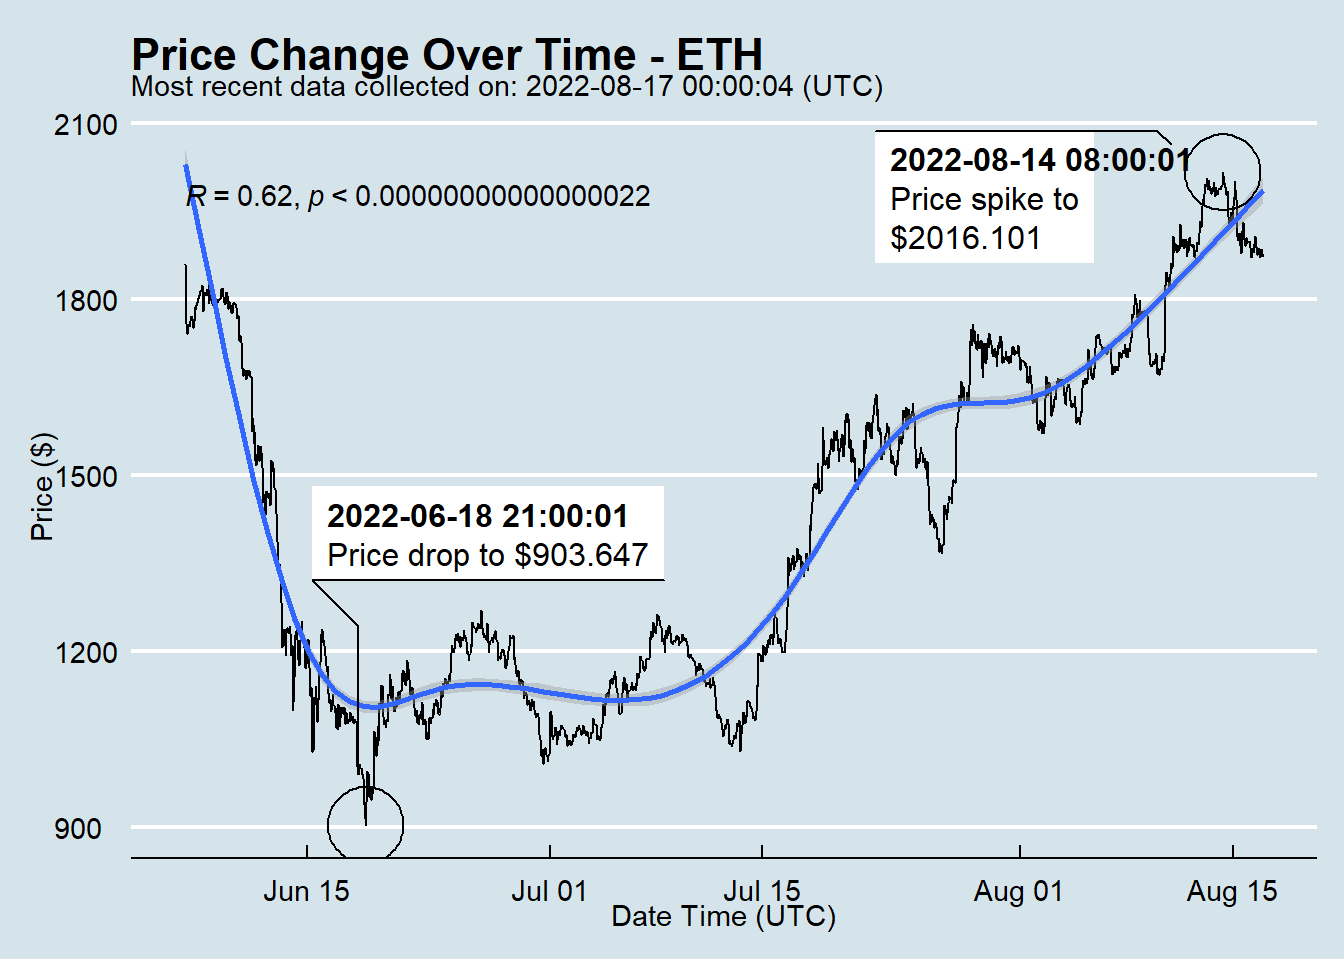 Price Change Over Time - ETH
Most recent data collected on: 2022-08-17 00:00:04 (UTC)
2100
2022-08-14 08:00:01
Price spike to
$2016.101
R = 0.62, p < 0.00000000000000022
1800
Price ($)
1500
2022-06-18 21:00:01
Price drop to $903.647
1200
900
Jun 15
Jul 01
Jul 15
Aug 01
Aug 15
Date Time (UTC)